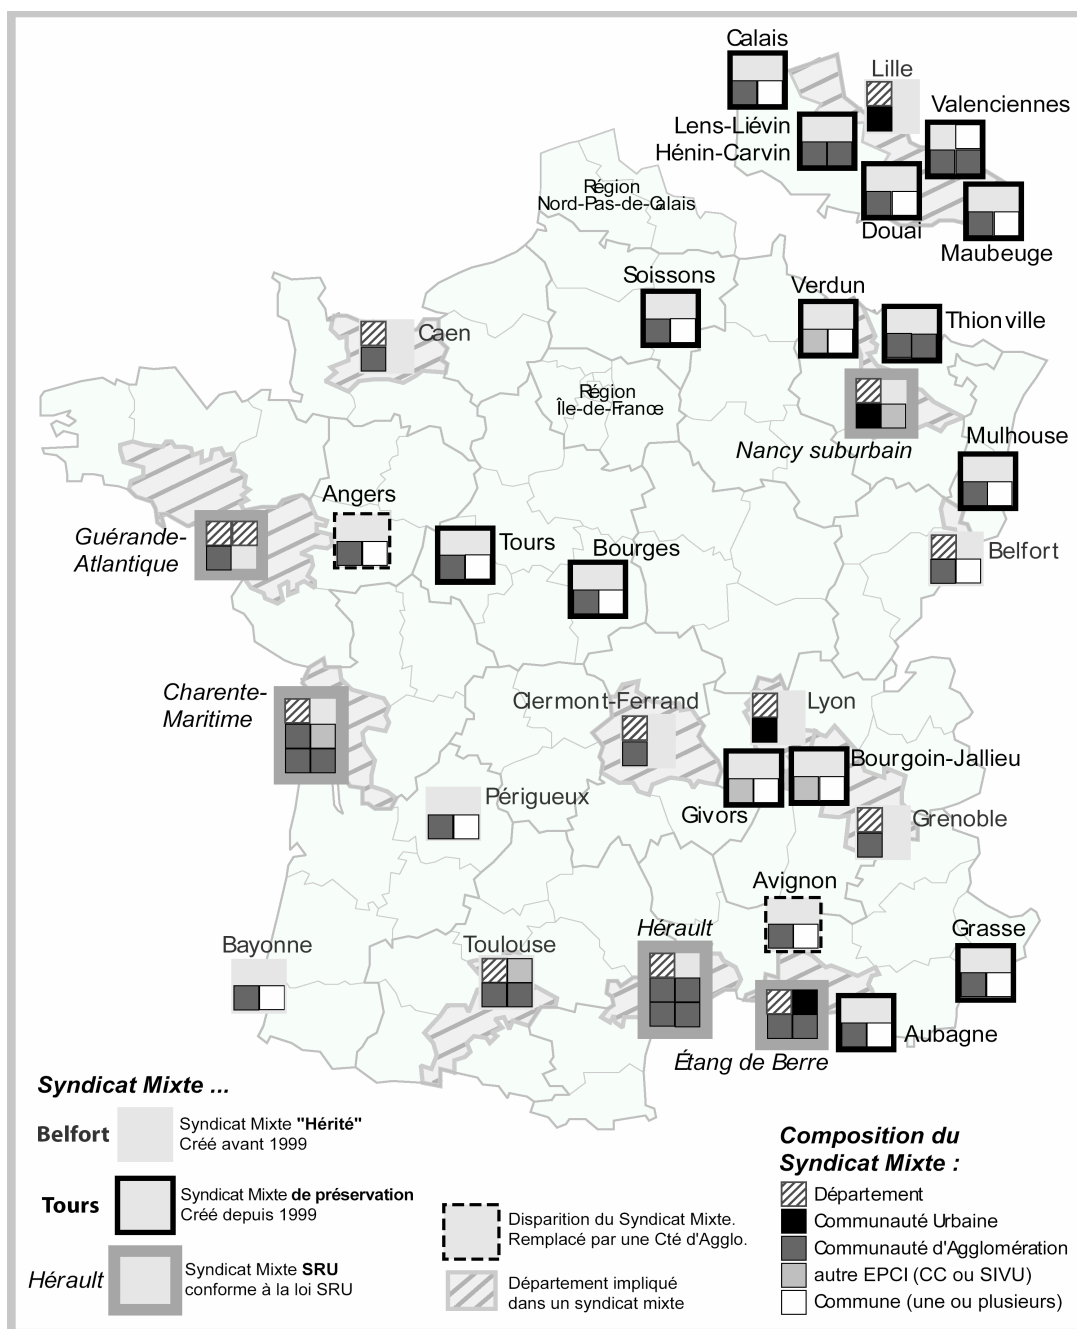 Calais
Lille
Valenciennes
Lens-Liévin
Hénin-Carvin
Région
Nord-Pas-de-Calais
Douai
Maubeuge
Soissons
Verdun
Thionville
Caen
Région
Île-de-France
Nancy suburbain
Mulhouse
Angers
Guérande-
Atlantique
Tours
Bourges
Belfort
Charente-
Maritime
Clermont-Ferrand
Lyon
Bourgoin-Jallieu
Périgueux
Givors
Grenoble
Avignon
Hérault
Grasse
Bayonne
Toulouse
Aubagne
Étang de Berre
Syndicat Mixte ...
Belfort
Syndicat Mixte "Hérité"
Créé avant 1999
Tours
Syndicat Mixte de préservation
Créé depuis 1999
Hérault
Syndicat Mixte SRU
conforme à la loi SRU
Disparition du Syndicat Mixte.
Remplacé par une Cté d'Agglo.
Département impliqué
dans un syndicat mixte
Composition du
Syndicat Mixte :
Département
Communauté Urbaine
Communauté d'Agglomération
autre EPCI (CC ou SIVU)
Commune (une ou plusieurs)